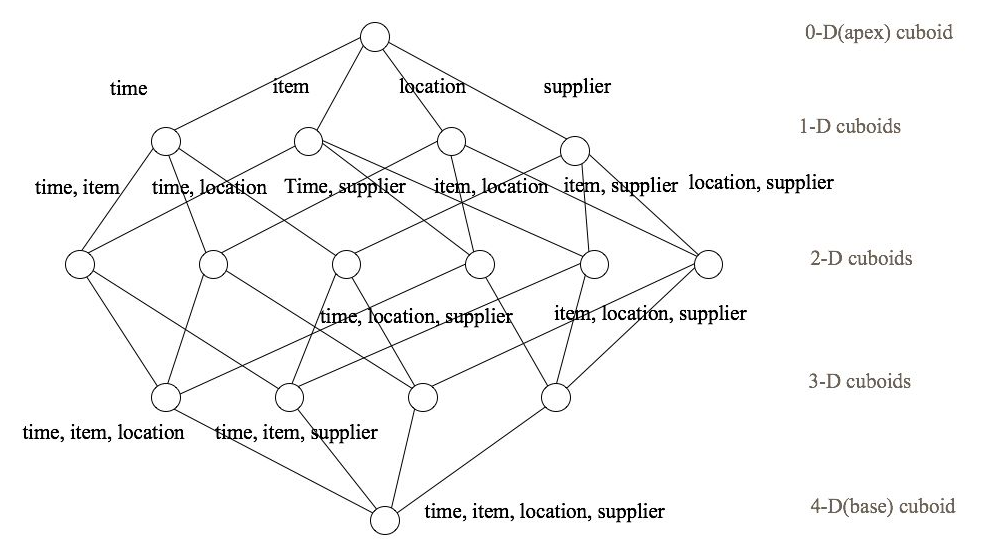 0-D(apex) cuboid
time
item
location
supplier
1-D cuboids
time, item
time, location
Time, supplier
item, location
item, supplier
location, supplier
2-D cuboids
time, location, supplier
item, location, supplier
3-D cuboids
time, item, location
time, item, supplier
time, item, location, supplier
4-D(base) cuboid